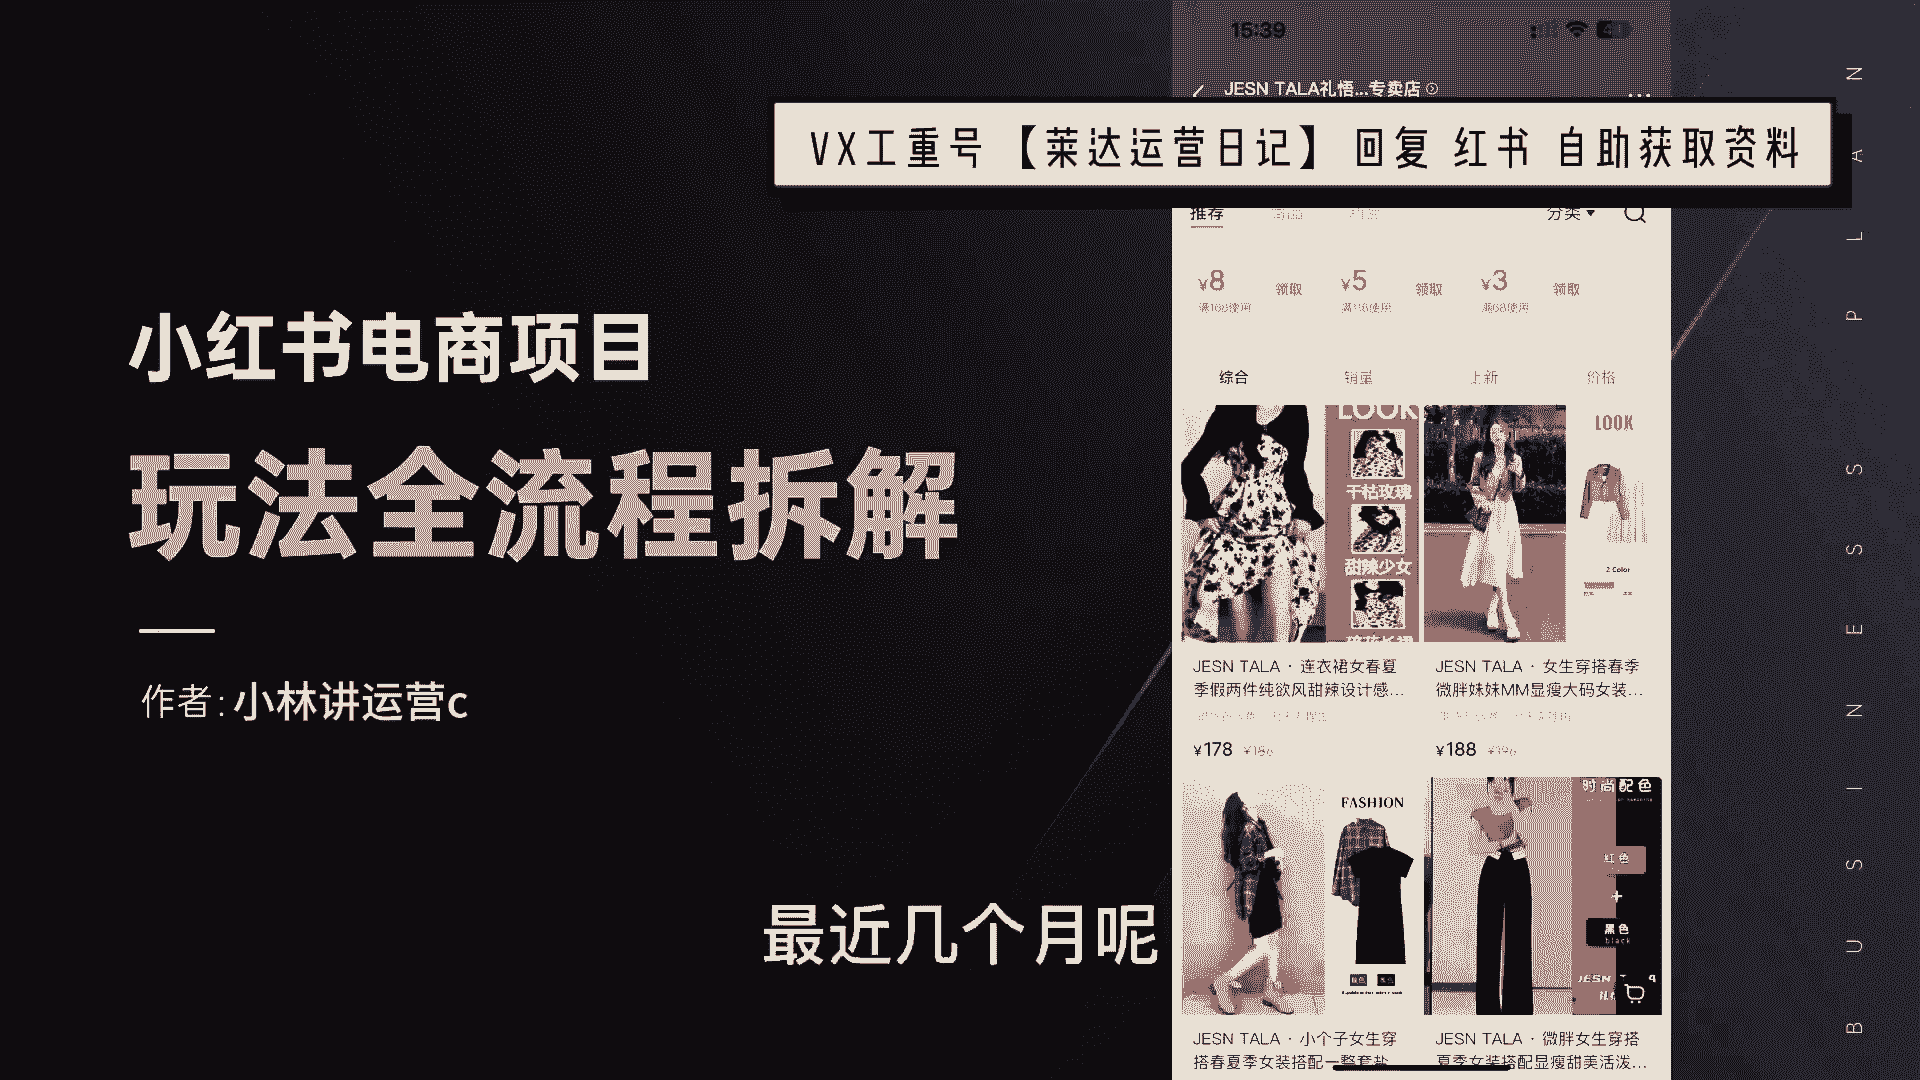 15:39
JESN TALA礼悟...专卖店
VX工重号【莱达运营日记】 回复 红书 自助获取资料
推荐
分类
¥8 领取 ¥5 领取 ¥3 领取
综合 销量 上新 价格
小红书电商项目
玩法全流程拆解
作者:小林讲运营c
LOOK
干枯玫瑰
甜辣少女
LOOK
2 Color
JESN TALA · 连衣裙女春夏
季假两件纯欲风甜辣设计感...
¥178
JESN TALA · 女生穿搭春季
微胖妹妹MM显瘦大码女装...
¥188
FASHION
时尚配色
红色
+
黑色
black
JESN TALA · 小个子女生穿
搭春夏季女装搭配一整套盐
JESN TALA · 微胖女生穿搭
夏季女装搭配显瘦甜美活泼...
最近几个月呢
BUSINESS PLAN